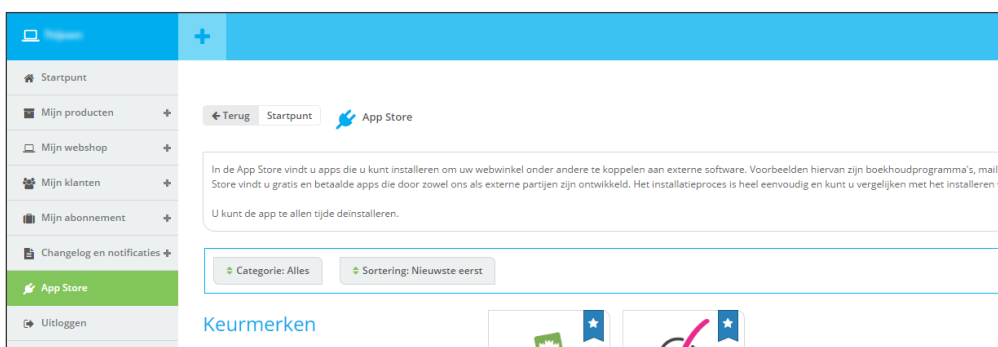 Startpunt
Mijn producten
Mijn webshop
Mijn klanten
Mijn abonnement
Changelog en notificaties
App Store
Uitloggen
Terug Startpunt App Store
In de App Store vindt u apps die u kunt installeren om uw webwinkel onder andere te koppelen aan externe software. Voorbeelden hiervan zijn boekhoudprogramma's, mail
Store vindt u gratis en betaalde apps die door zowel ons als externe partijen zijn ontwikkeld. Het installatieproces is heel eenvoudig en kunt u vergelijken met het installeren
U kunt de app te allen tijde deïnstalleren.
Categorie: Alles Sortering: Nieuwste eerst
Keurmerken